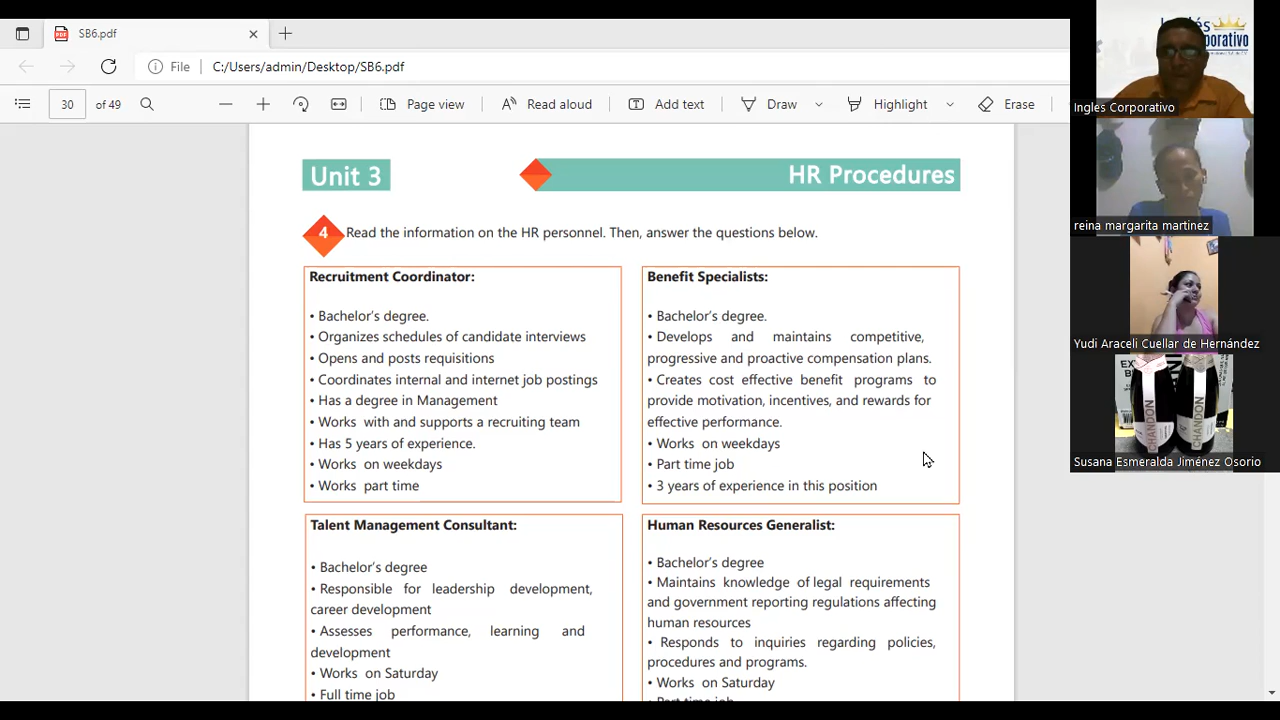 SB6.pdf
File
C:/Users/admin/Desktop/SB6.pdf
30
of 49
Page view
Read aloud
Add text
Draw
Highlight
Erase
Unit 3
HR Procedures
4
Read the information on the HR personnel. Then, answer the questions below.
Recruitment Coordinator:
• Bachelor's degree.
• Organizes schedules of candidate interviews
• Opens and posts requisitions
• Coordinates internal and internet job postings
• Has a degree in Management
• Works with and supports a recruiting team
• Has 5 years of experience.
• Works on weekdays
• Works part time
Benefit Specialists:
• Bachelor's degree.
• Develops and maintains competitive,
progressive and proactive compensation plans.
• Creates cost effective benefit programs to
provide motivation, incentives, and rewards for
effective performance.
• Works on weekdays
• Part time job
• 3 years of experience in this position
Talent Management Consultant:
• Bachelor's degree
• Responsible for leadership development,
career development
• Assesses performance, learning and
development
• Works on Saturday
• Full time job
Human Resources Generalist:
• Bachelor's degree
• Maintains knowledge of legal requirements
and government reporting regulations affecting
human resources
• Responds to inquiries regarding policies,
procedures and programs.
• Works on Saturday
• Part time job
Ingles Corporativo
reina margarita martinez
Yudi Araceli Cuellar de Hernández
CHANDON
CHANDON
Susana Esmeralda Jiménez Osorio